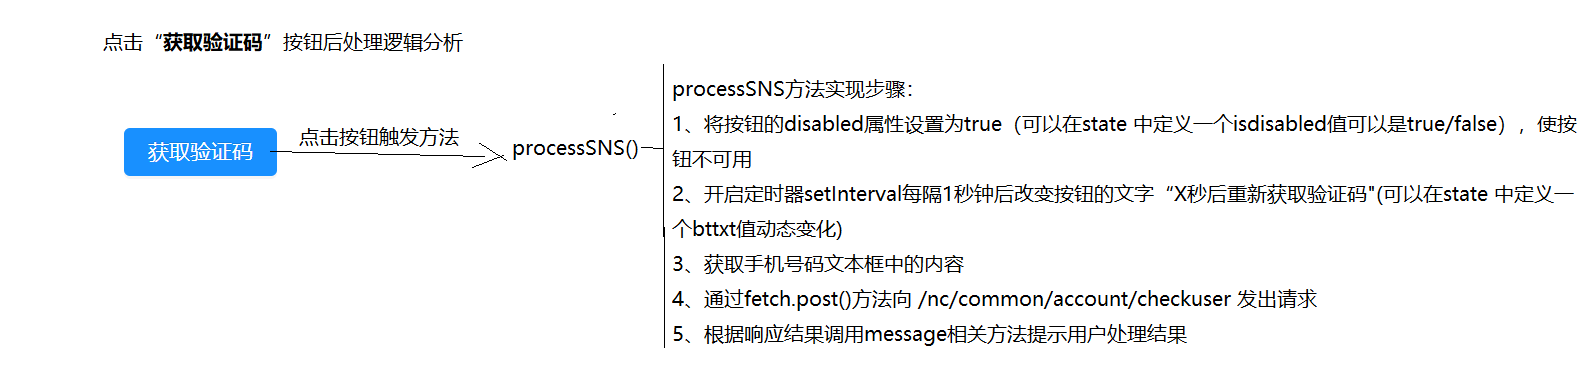 点击“获取验证码”按钮后处理逻辑分析
获取验证码
点击按钮触发方法
processSNS()
processSNS方法实现步骤：
1、将按钮的disabled属性设置为true（可以在state 中定义一个isdisabled值可以是true/false），使按
钮不可用
2、开启定时器setInterval每隔1秒钟后改变按钮的文字“X秒后重新获取验证码"(可以在state 中定义一
个bttxt值动态变化)
3、获取手机号码文本框中的内容
4、通过fetch.post()方法向 /nc/common/account/checkuser 发出请求
5、根据响应结果调用message相关方法提示用户处理结果